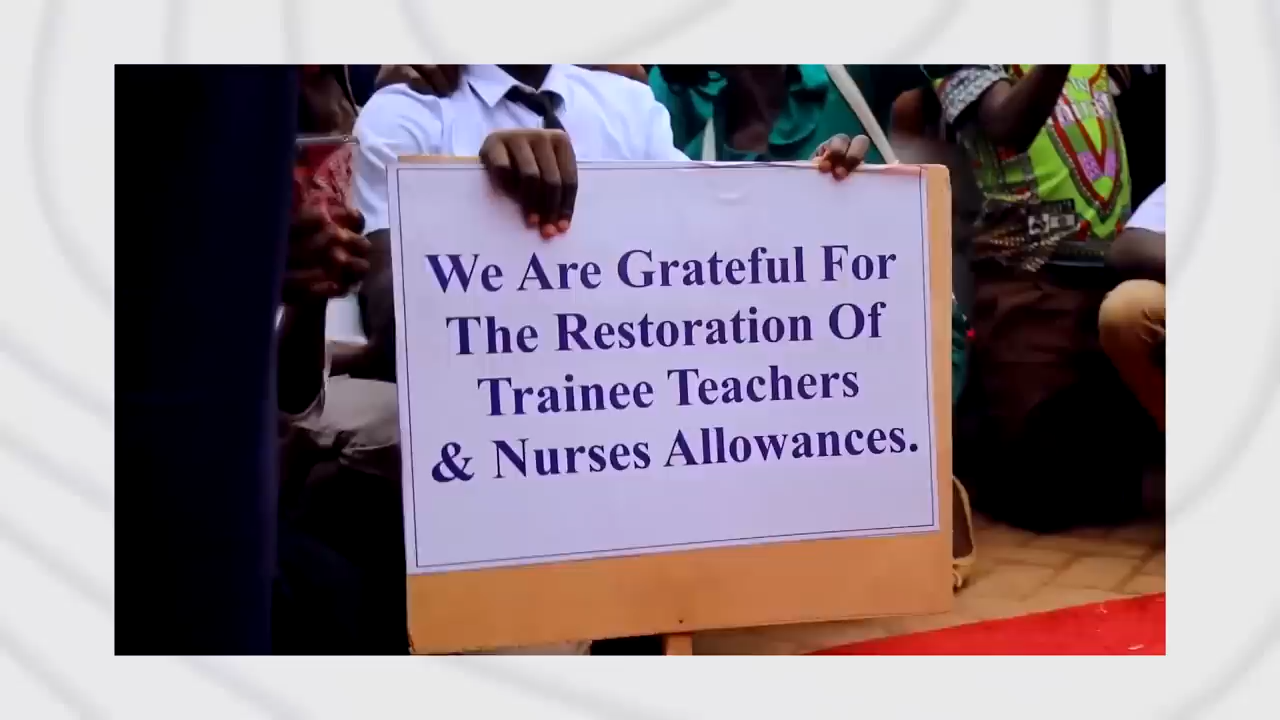 We Are Grateful For
The Restoration Of
Trainee Teachers
& Nurses Allowances.